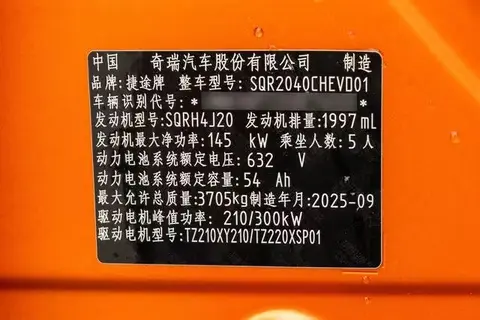 中国 奇瑞汽车股份有限公司 制造
品牌:捷途牌 整车型号:SQR2040CHEVD01
车辆识别代号:* *
发动机型号:SQRH4J20 发动机排量:1997mL
发动机最大净功率:145 kW 乘坐人数:5人
动力电池系统额定电压:632 V
动力电池系统额定容量:54 Ah
最大允许总质量:3705kg制造年月:2025-09
驱动电机峰值功率:210/300kW
驱动电机型号:TZ210XY210/TZ220XSP01